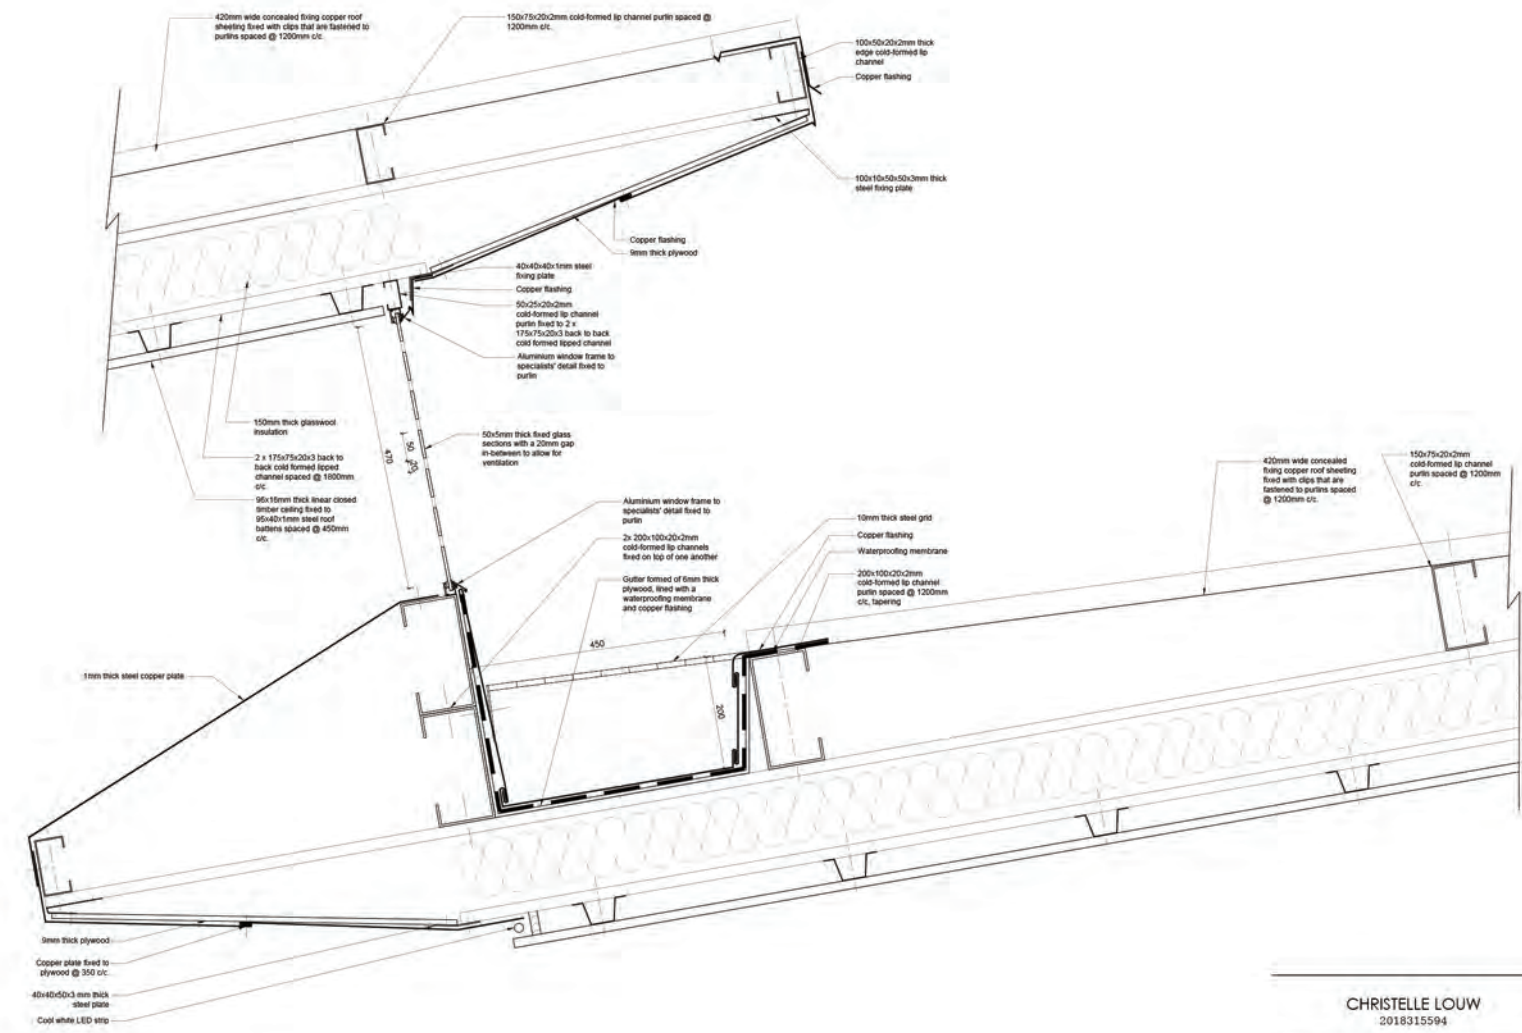 420mm wide concealed fixing copper roof
sheeting fixed with clips that are fastened to
purlins spaced @ 1200mm c/c.
150x75x20x2mm cold-formed lip channel purlin spaced @
1200mm c/c.
100x50x20x2mm thick
edge cold-formed lip
channel
Copper flashing
100x10x50x50x3mm thick
steel fixing plate
Copper flashing
9mm thick plywood
40x40x40x1mm steel
fixing plate
Copper flashing
50x25x20x2mm
cold-formed lip channel
purlin fixed to 2 x
175x75x20x3 back to back
cold formed lipped channel
Aluminium window frame to
specialists' detail fixed to
purlin
150mm thick glasswool
insulation
2 x 175x75x20x3 back to
back cold formed lipped
channel spaced @ 1800mm
c/c.
96x16mm thick linear closed
timber ceiling fixed to
95x40x1mm steel roof
battens spaced @ 450mm
c/c.
470
50
20
50x5mm thick fixed glass
sections with a 20mm gap
in-between to allow for
ventilation
Aluminium window frame to
specialists' detail fixed to
purlin
2x 200x100x20x2mm
cold-formed lip channels
fixed on top of one another
Gutter formed of 6mm thick
plywood, lined with a
waterproofing membrane
and copper flashing
10mm thick steel grid
Copper flashing
Waterproofing membrane
200x100x20x2mm
cold-formed lip channel
purlin spaced @ 1200mm
c/c, tapering
420mm wide concealed
fixing copper roof sheeting
fixed with clips that are
fastened to purlins spaced
@ 1200mm c/c.
150x75x20x2mm
cold-formed lip channel
purlin spaced @ 1200mm
c/c.
450
200
1mm thick steel copper plate
9mm thick plywood
Copper plate fixed to
plywood @ 350 c/c.
40x40x50x3 mm thick
steel plate
Cool white LED strip
CHRISTELLE LOUW
2018315594